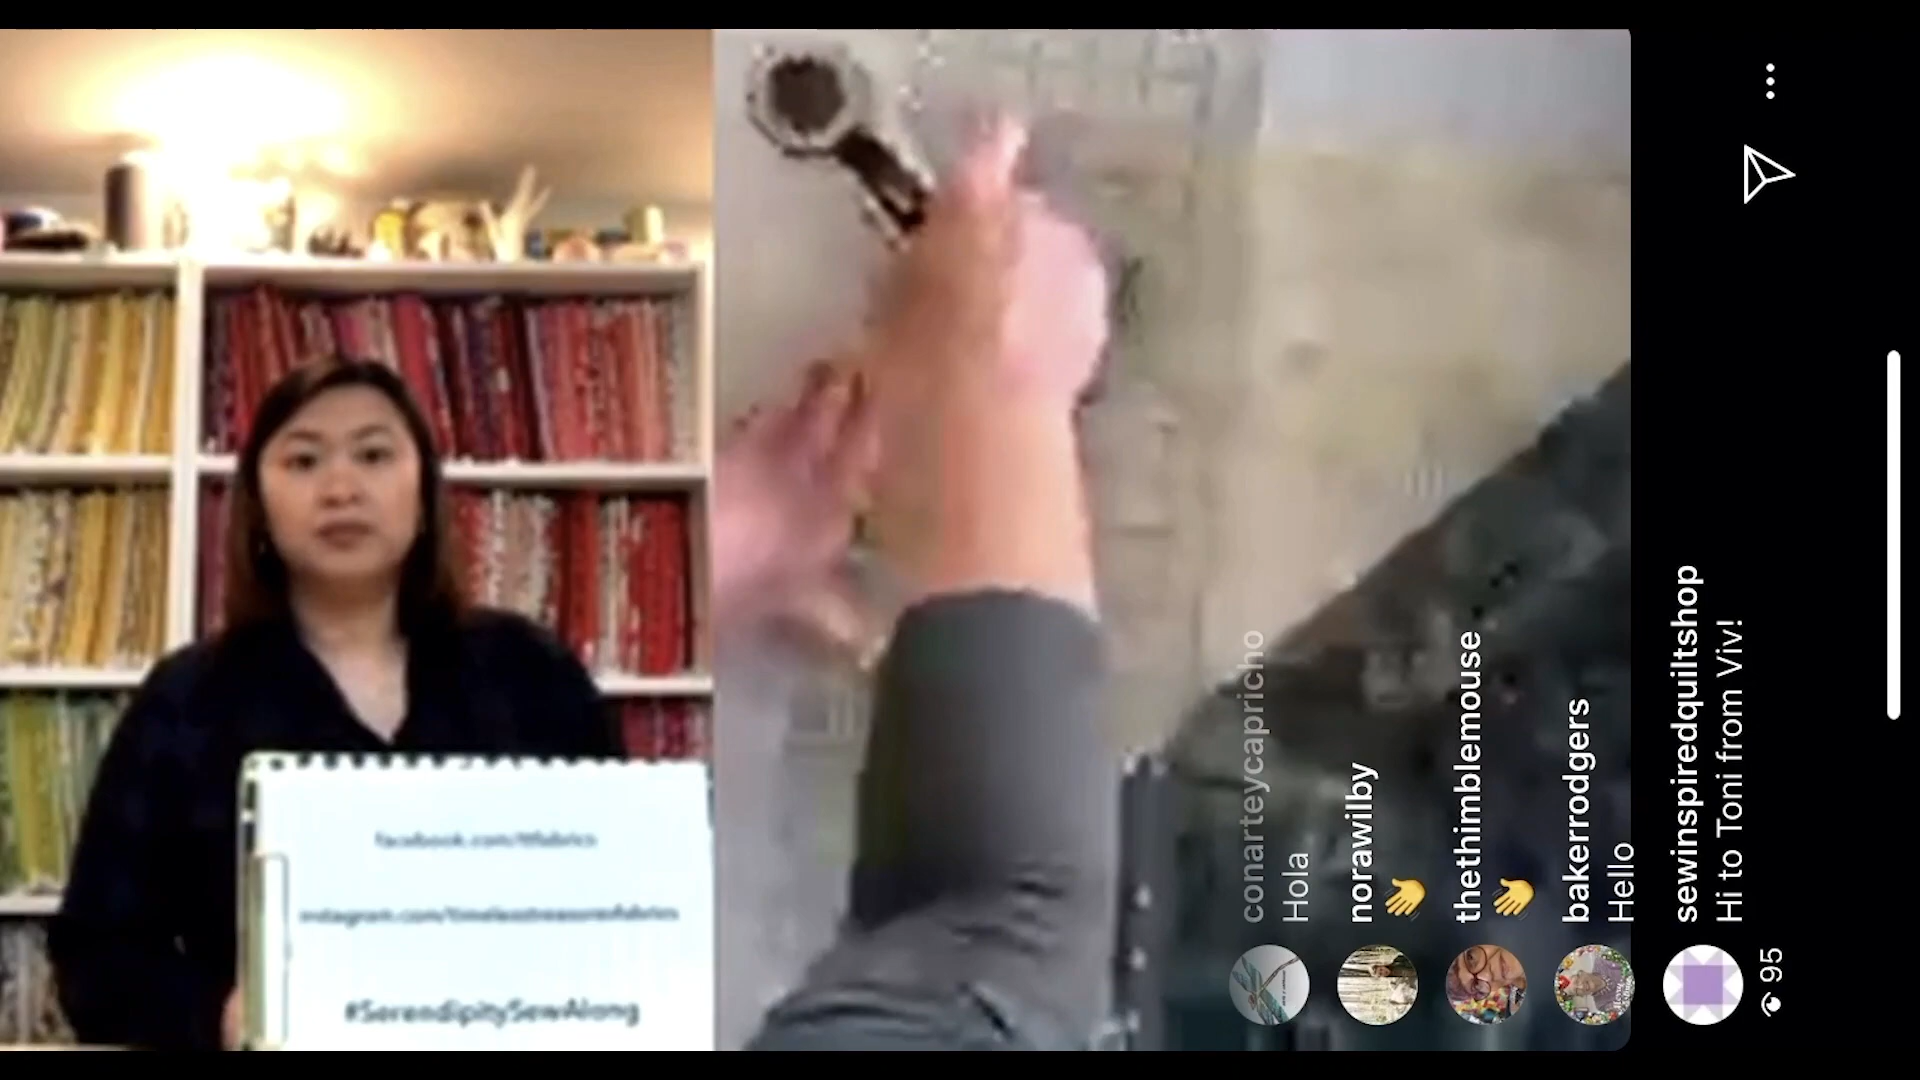 facebook.com/ttfabrics
instagram.com/timelesstreasuresfabrics
#SerendipitySewAlong
conarteycapricho
Hola
norawilby
👋
thethimblemouse
👋
bakerrodgers
Hello
sewinspiredquiltshop
Hi to Toni from Viv!
95